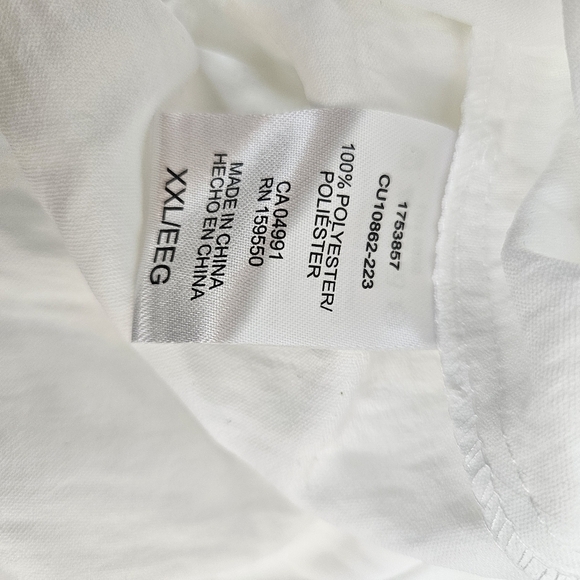 1753857
CU10862-223
100% POLYESTER/
POLIÉSTER
CA 04991
RN 159550
MADE IN CHINA
HECHO EN CHINA
XXL/EEG